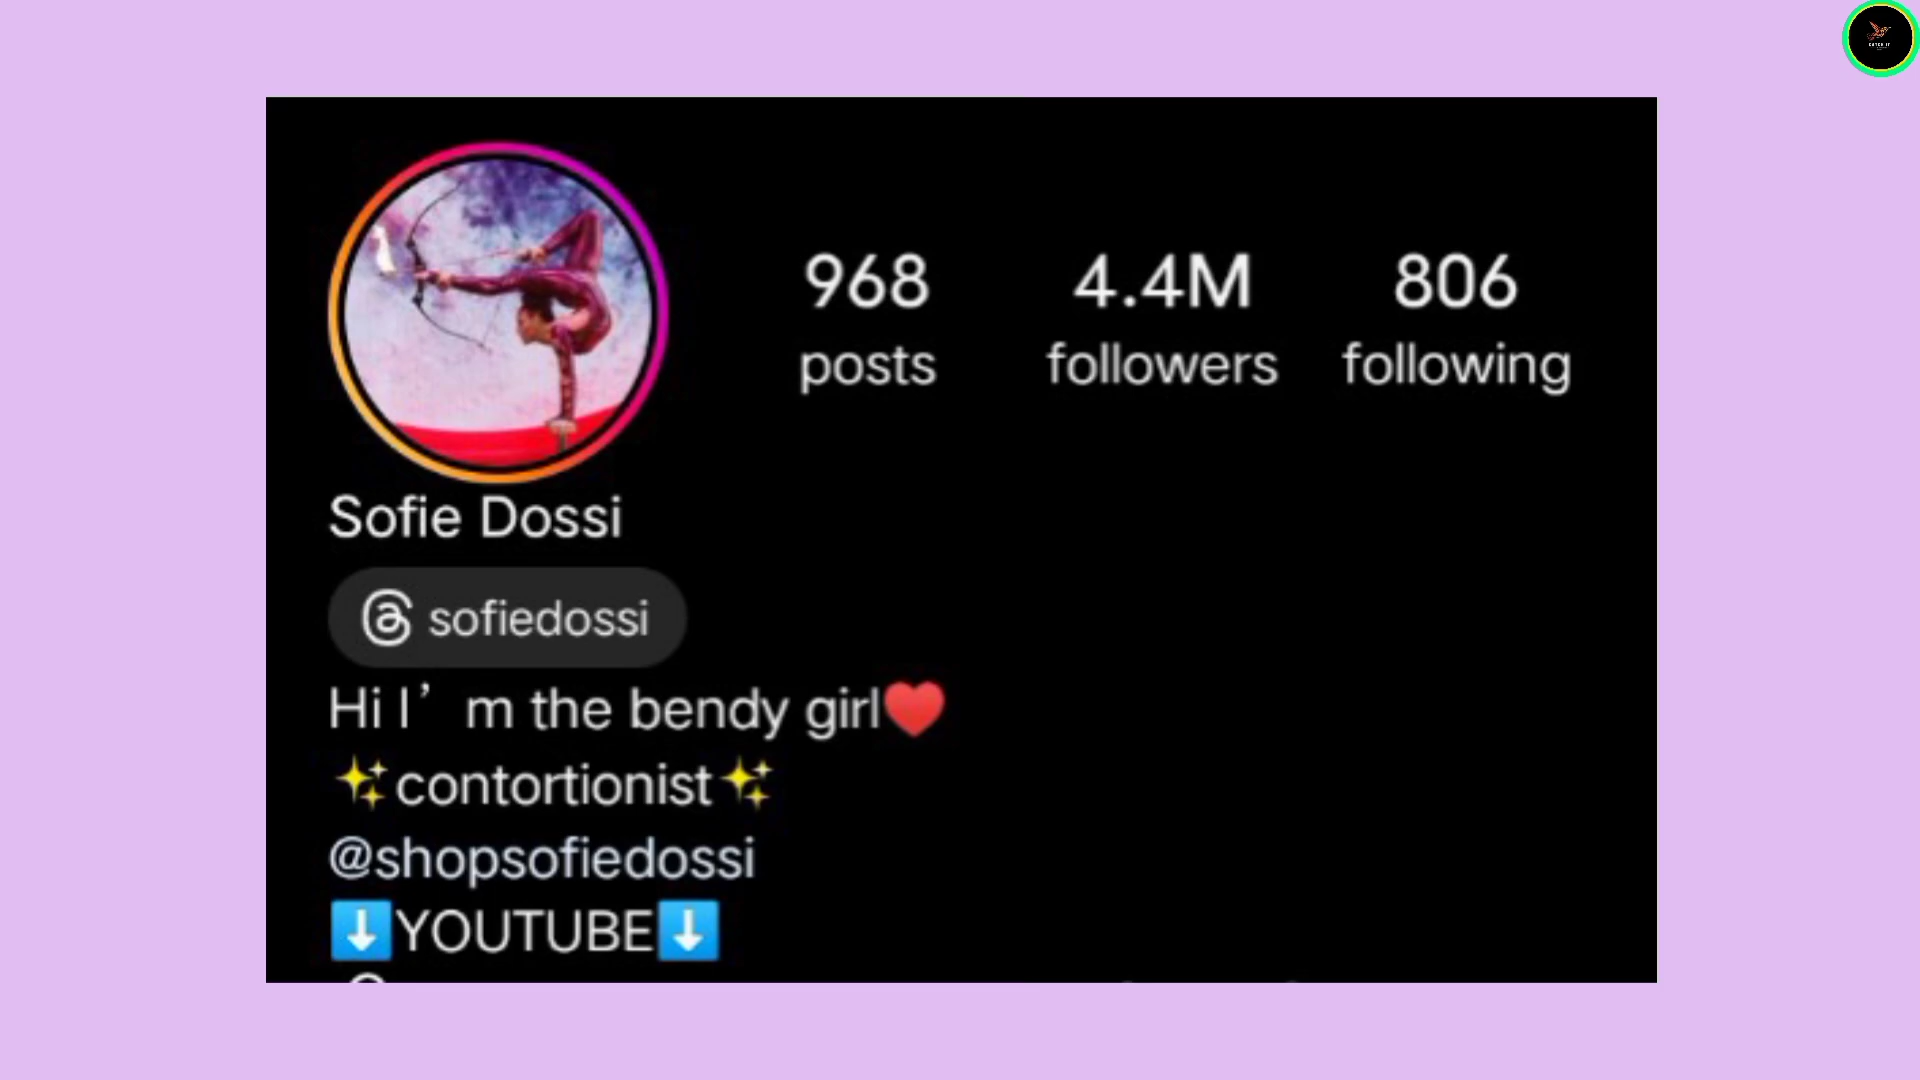 968 4.4M 806
posts followers following
Sofie Dossi
sofiedossi
Hi I’m the bendy girl❤️
✨contortionist✨
@shopsofiedossi
⬇️YOUTUBE⬇️